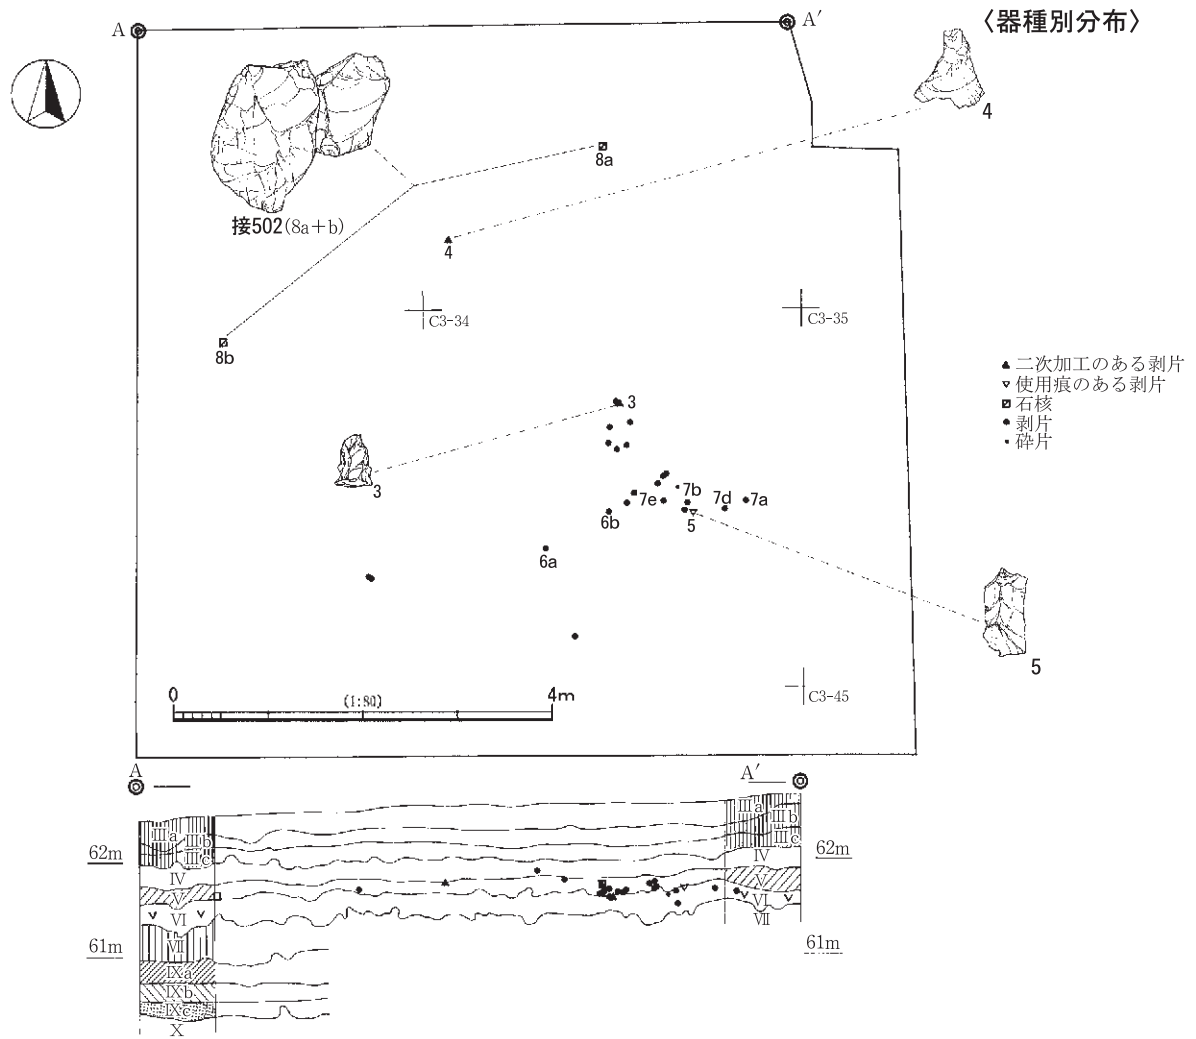 〈器種別分布〉
A
A′
4
8a
接502(8a+b)
4
C3-34
C3-35
8b
▲ 二次加工のある剥片
▽ 使用痕のある剥片
石核
● 剥片
・ 砕片
3
3
7b
7e
7d
7a
6b
5
6a
5
C3-45
0
(1:80)
4m
A
A′
Ⅲa
Ⅲb
Ⅲc
Ⅲa
Ⅲb
Ⅲc
62m
62m
Ⅳ
Ⅳ
Ⅴ
Ⅴ
Ⅵ
Ⅵ
Ⅶ
Ⅶ
61m
61m
Ⅸa
Ⅸb
Ⅸc
Ⅹ